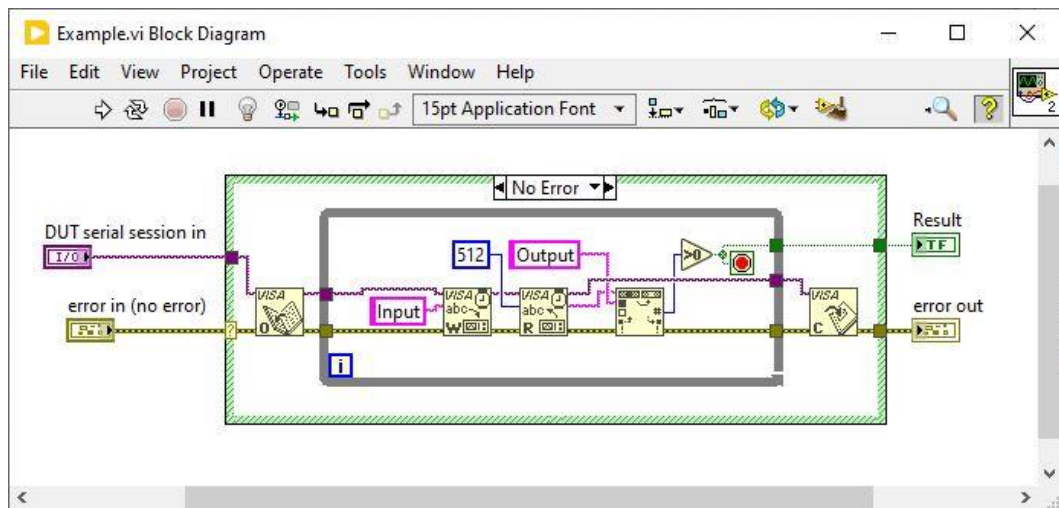 Example.vi Block Diagram
File Edit View Project Operate Tools Window Help
15pt Application Font
2
No Error
DUT serial session in
I/O
error in (no error)
?
VISA
O
Input
512
Output
VISA
abc
W
VISA
abc
R
#
>0
VISA
C
i
Result
TF
error out